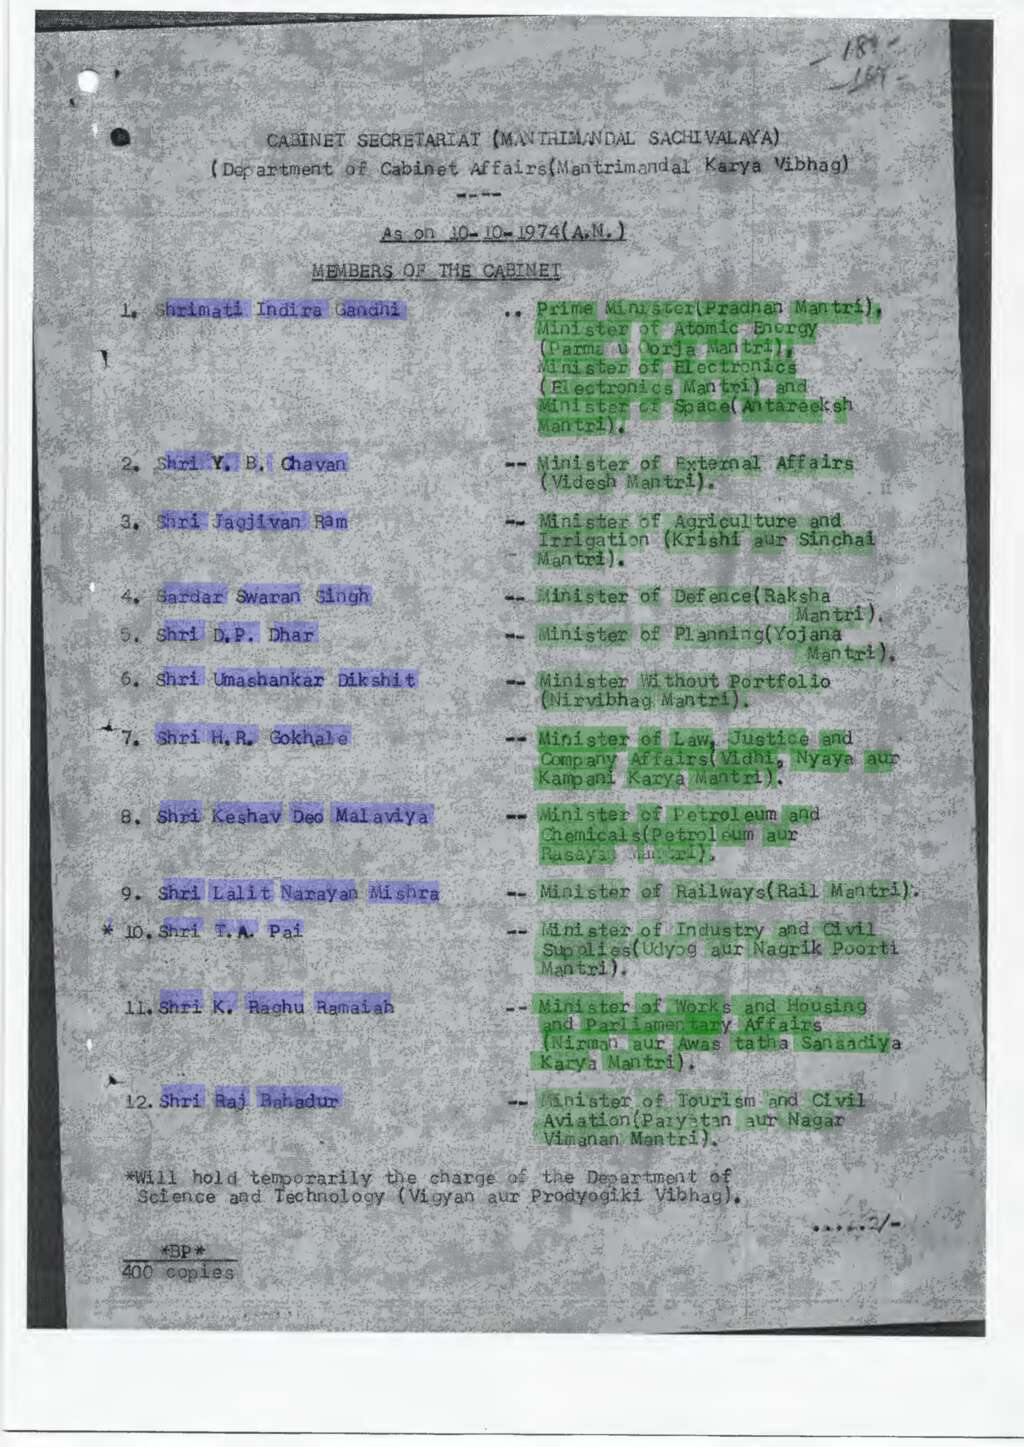 CABINET SECRETARIAT (MANTRIMANDAL SACHIVALAYA)
(Department of Cabinet Affairs(Mantrimandal Karya Vibhag)
----
As on 10-10-1974(A.N.)
MEMBERS OF THE CABINET
1. Shrimati Indira Gandhi .. Prime Minister(Pradhan Mantri),
Minister of Atomic Energy
(Parmanu Oorja Mantri),
Minister of Electronics
(Electronics Mantri) and
Minister of Space(Antareeksh
Mantri).
2. Shri Y. B. Chavan -- Minister of External Affairs
(Videsh Mantri).
3. Shri Jagjivan Ram -- Minister of Agriculture and
Irrigation (Krishi aur Sinchai
Mantri).
4. Sardar Swaran Singh -- Minister of Defence(Raksha
Mantri).
5. Shri D.P. Dhar -- Minister of Planning(Yojana
Mantri).
6. Shri Umashankar Dikshit -- Minister Without Portfolio
(Nirvibhag Mantri).
7. Shri H.R. Gokhale -- Minister of Law, Justice and
Company Affairs(Vidhi, Nyaya aur
Kampani Karya Mantri).
8. Shri Keshav Deo Malaviya -- Minister of Petroleum and
Chemicals(Petroleum aur
Rasayan Mantri).
9. Shri Lalit Narayan Mishra -- Minister of Railways(Rail Mantri).
* 10. Shri T.A. Pai -- Minister of Industry and Civil
Supplies(Udyog aur Nagrik Poorti
Mantri).
11. Shri K. Raghu Ramaiah -- Minister of Works and Housing
and Parliamentary Affairs
(Nirman aur Awas tatha Sansadiya
Karya Mantri).
12. Shri Raj Bahadur -- Minister of Tourism and Civil
Aviation(Paryatan aur Nagar
Vimanan Mantri).
*Will hold temporarily the charge of the Department of
Science and Technology (Vigyan aur Prodyogiki Vibhag).
......2/-
*BP*
400 copies